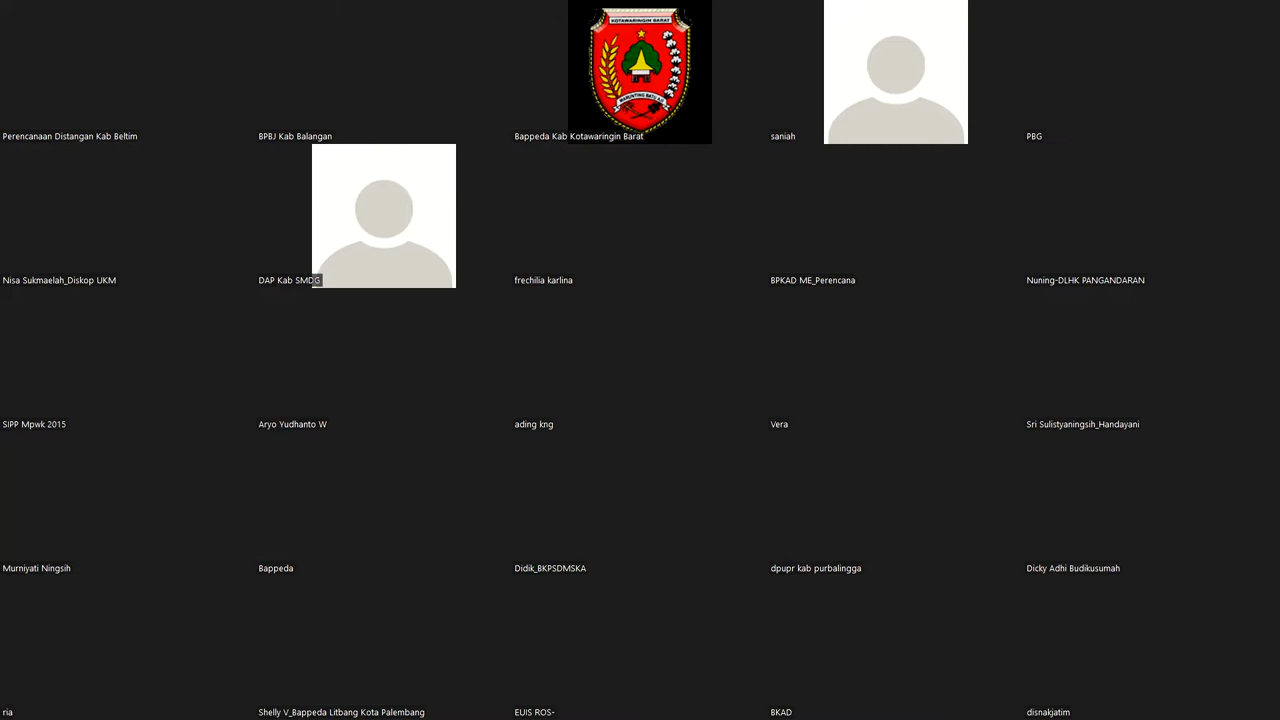 KOTAWARINGIN BARAT
Perencanaan Distangan Kab Beltim
BPBJ Kab Balangan
Bappeda Kab Kotawaringin Barat
saniah
PBG
Nisa Sukmaelah_Diskop UKM
DAP Kab SMDG
frechilia karlina
BPKAD ME_Perencana
Nuning-DLHK PANGANDARAN
SIPP Mpwk 2015
Aryo Yudhanto W
ading kng
Vera
Sri Sulistyaningsih_Handayani
Murniyati Ningsih
Bappeda
Didik_BKPSDMSKA
dpupr kab purbalingga
Dicky Adhi Budikusumah
ria
Shelly V_Bappeda Litbang Kota Palembang
EUIS ROS-
BKAD
disnakjatim